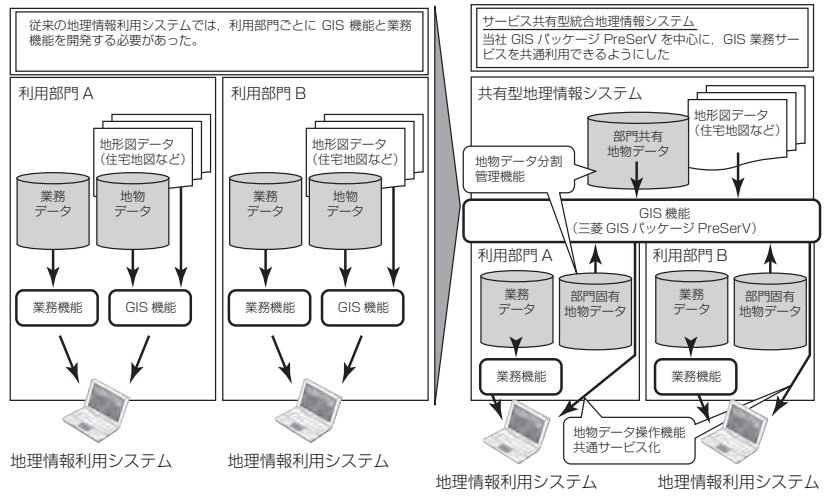 従来の地理情報利用システムでは，利用部門ごとに GIS 機能と業務
機能を開発する必要があった。
利用部門 A
地形図データ
（住宅地図など）
業務
データ
地物
データ
業務機能
GIS 機能
地理情報利用システム
利用部門 B
地形図データ
（住宅地図など）
業務
データ
地物
データ
業務機能
GIS 機能
地理情報利用システム
サービス共有型統合地理情報システム
当社 GIS パッケージ PreSerV を中心に，GIS 業務サー
ビスを共通利用できるようにした
共有型地理情報システム
地形図データ
（住宅地図など）
部門共有
地物データ
地物データ分割
管理機能
GIS 機能
（三菱 GIS パッケージ PreSerV）
利用部門 A
業務
データ
部門固有
地物データ
業務機能
利用部門 B
業務
データ
部門固有
地物データ
業務機能
地物データ操作機能
共通サービス化
地理情報利用システム
地理情報利用システム